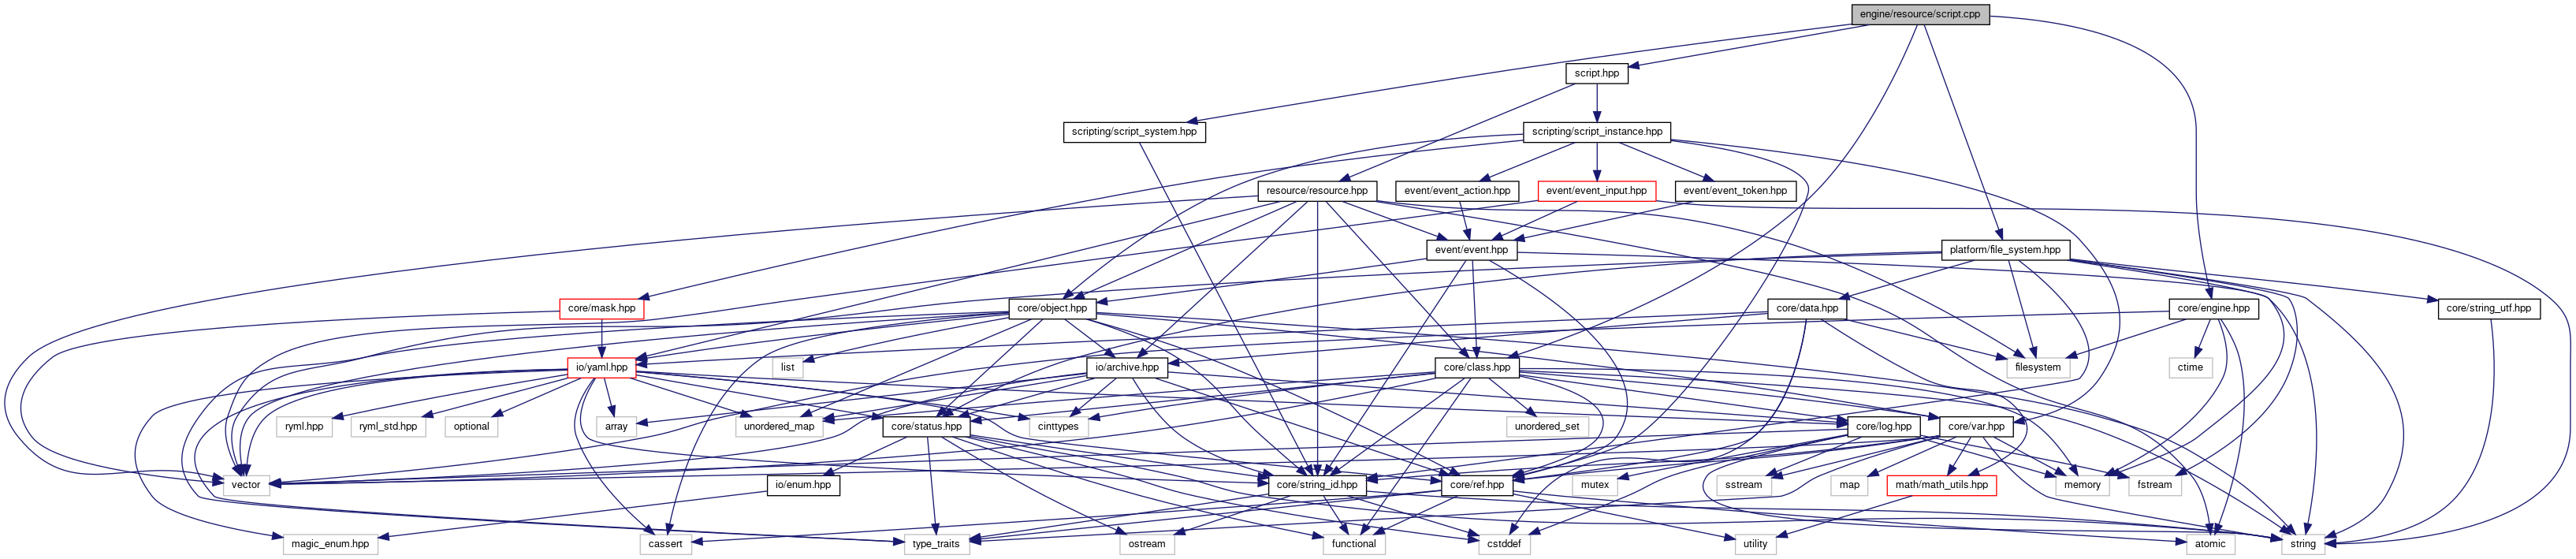 engine/resource/script.cpp
script.hpp
scripting/script_system.hpp
scripting/script_instance.hpp
resource/resource.hpp
event/event_action.hpp
event/event_input.hpp
event/event_token.hpp
event/event.hpp
platform/file_system.hpp
core/mask.hpp
core/object.hpp
core/data.hpp
core/engine.hpp
core/string_utf.hpp
io/yaml.hpp
list
io/archive.hpp
core/class.hpp
filesystem
ctime
ryml.hpp
ryml_std.hpp
optional
array
unordered_map
core/status.hpp
cinttypes
unordered_set
core/log.hpp
core/var.hpp
vector
io/enum.hpp
core/string_id.hpp
core/ref.hpp
mutex
sstream
map
math/math_utils.hpp
memory
fstream
magic_enum.hpp
cassert
type_traits
ostream
functional
cstddef
utility
atomic
string